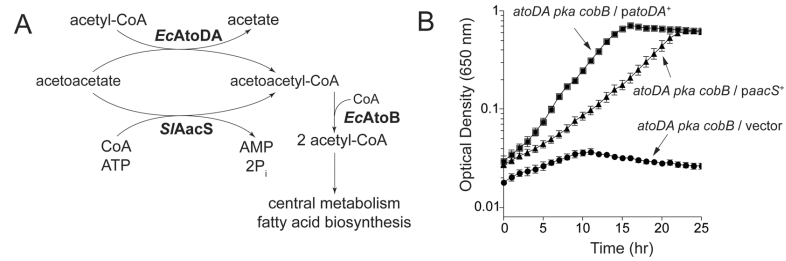 A
acetyl-CoA acetate
EcAtoDA
acetoacetate acetoacetyl-CoA
CoA
SlAacS EcAtoB
CoA AMP 2 acetyl-CoA
ATP 2Pi
central metabolism
fatty acid biosynthesis
B
Optical Density (650 nm)
1
0.1
0.01
0 5 10 15 20 25
Time (hr)
atoDA pka cobB / patoDA+
atoDA pka cobB / paacS+
atoDA pka cobB / vector